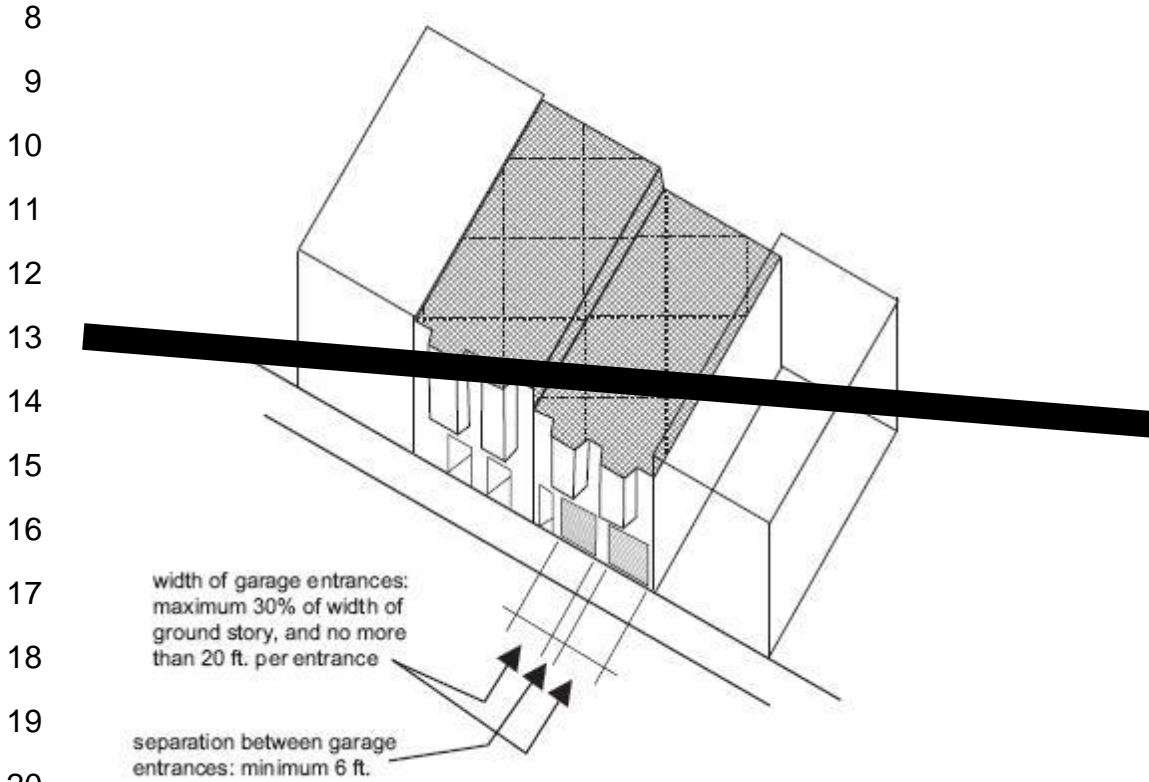 8
9
10
11
12
13
14
15
16
17
18
19
20
width of garage entrances:
maximum 30% of width of
ground story, and no more
than 20 ft. per entrance
separation between garage
entrances: minimum 6 ft.